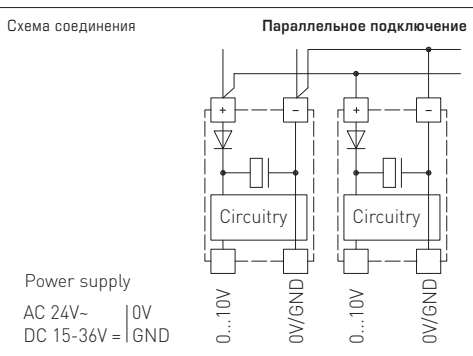 Схема соединения
Параллельное подключение
+
–
+
–
Circuitry
Circuitry
Power supply
AC 24V~ 0V
DC 15-36V = GND
0...10V
0V/GND
0...10V
0V/GND